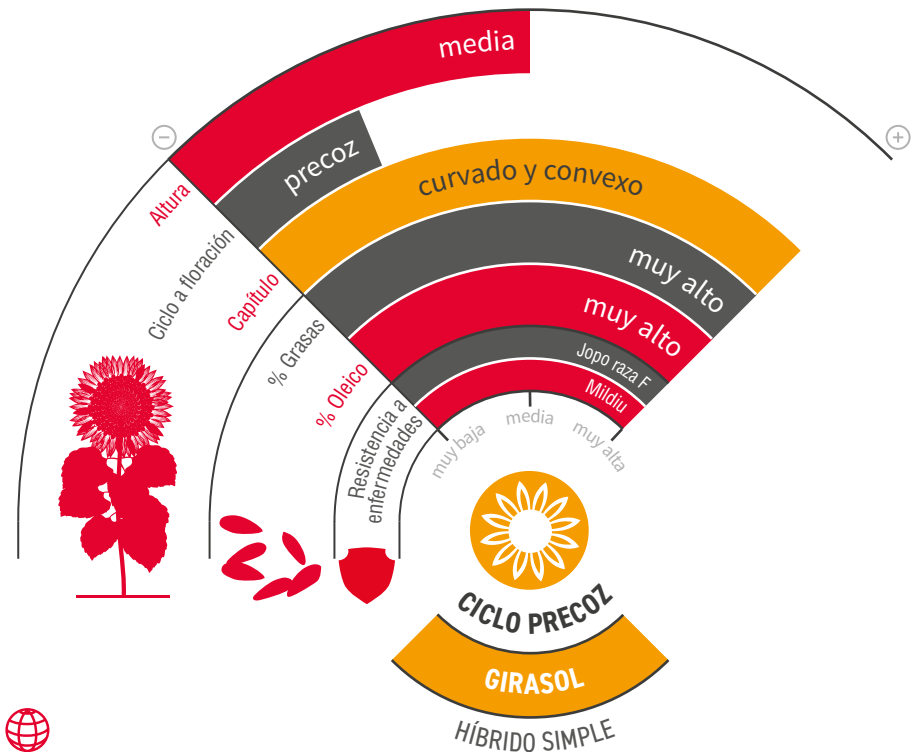 media
−
+
precoz
Altura
curvado y convexo
Ciclo a floración
muy alto
Capítulo
muy alto
% Grasas
Jopo raza F
% Oleico
Mildiu
Resistencia a
enfermedades
muy baja
media
muy alta
CICLO PRECOZ
GIRASOL
HÍBRIDO SIMPLE